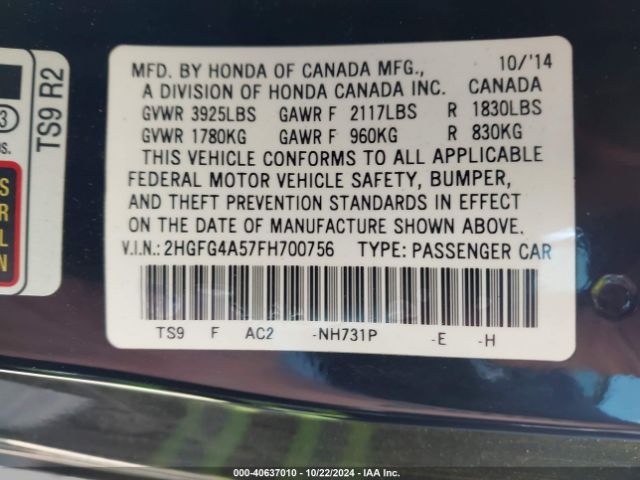 TS9 R2
3
US.
S
R
L
N
MFD. BY HONDA OF CANADA MFG., 10/'14
A DIVISION OF HONDA CANADA INC. CANADA
GVWR 3925LBS GAWR F 2117LBS R 1830LBS
GVWR 1780KG GAWR F 960KG R 830KG
THIS VEHICLE CONFORMS TO ALL APPLICABLE
FEDERAL MOTOR VEHICLE SAFETY, BUMPER,
AND THEFT PREVENTION STANDARDS IN EFFECT
ON THE DATE OF MANUFACTURE SHOWN ABOVE.
V.I.N.: 2HGFG4A57FH700756 TYPE: PASSENGER CAR
TS9 F AC2 -NH731P -E -H
000-40637010 - 10/22/2024 - IAA Inc.